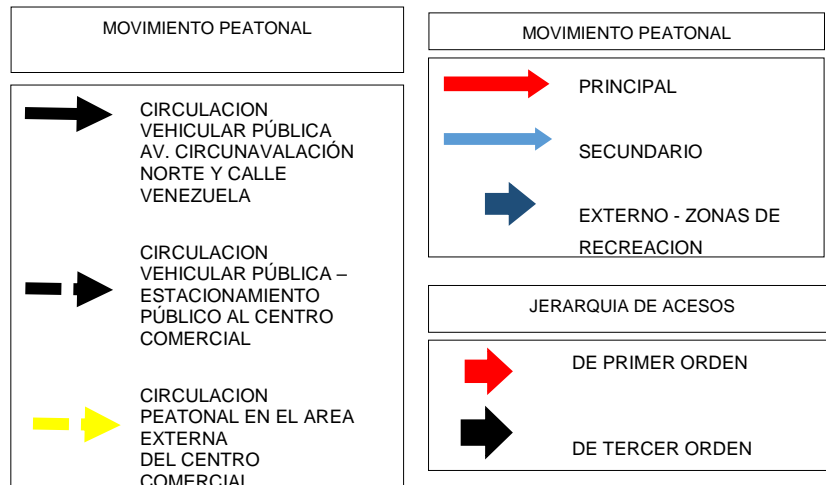 MOVIMIENTO PEATONAL
CIRCULACION
VEHICULAR PÚBLICA
AV. CIRCUNAVALACIÓN
NORTE Y CALLE
VENEZUELA
CIRCULACION
VEHICULAR PÚBLICA –
ESTACIONAMIENTO
PÚBLICO AL CENTRO
COMERCIAL
CIRCULACION
PEATONAL EN EL AREA
EXTERNA
DEL CENTRO
COMERCIAL
MOVIMIENTO PEATONAL
PRINCIPAL
SECUNDARIO
EXTERNO - ZONAS DE
RECREACION
JERARQUIA DE ACESOS
DE PRIMER ORDEN
DE TERCER ORDEN